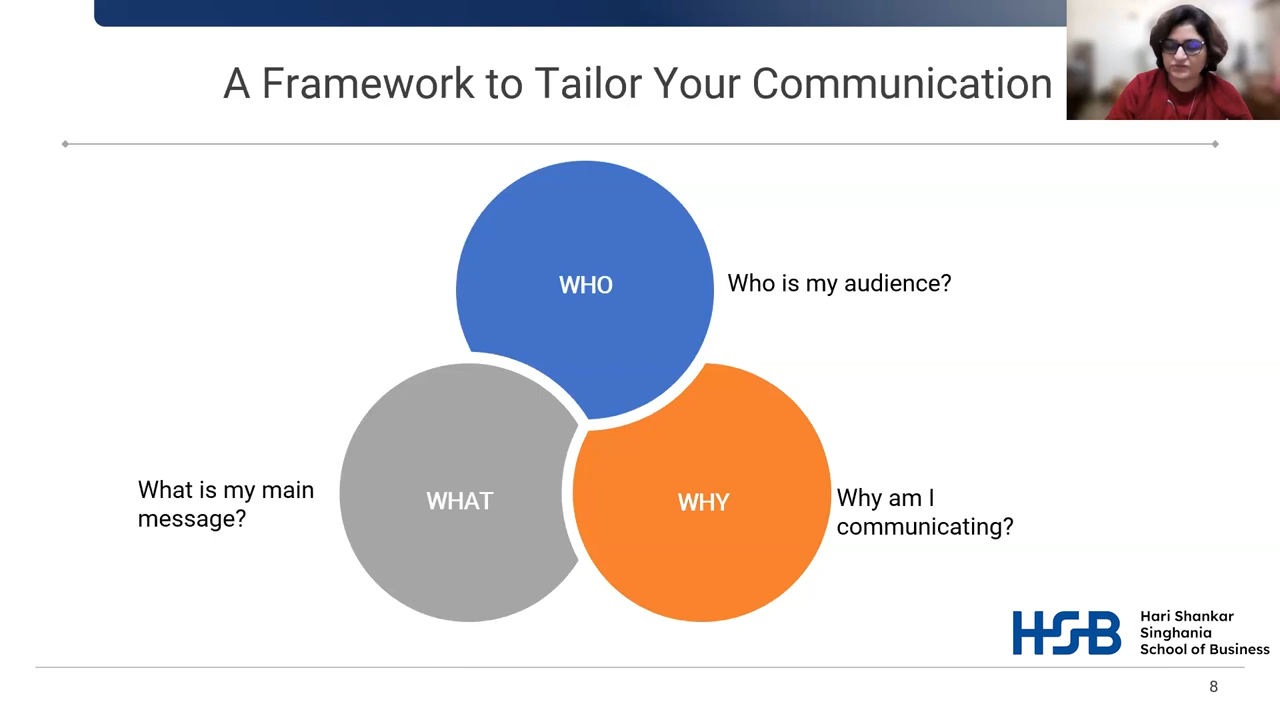 A Framework to Tailor Your Communication
WHO
Who is my audience?
What is my main
message?
WHAT
WHY
Why am I
communicating?
HSB
Hari Shankar
Singhania
School of Business
8